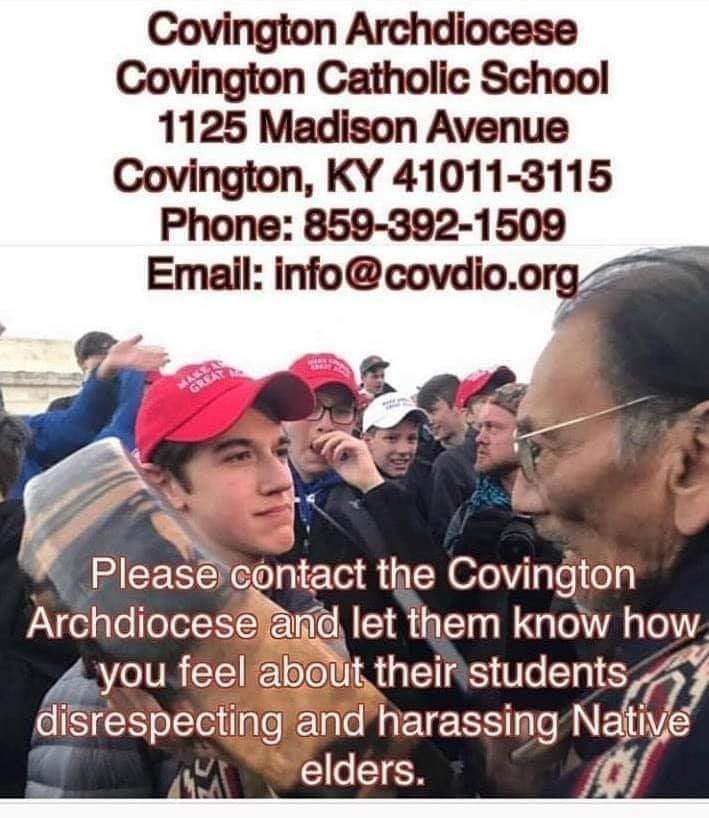 Covington Archdiocese
Covington Catholic School
1125 Madison Avenue
Covington, KY 41011-3115
Phone: 859-392-1509
Email: info@covdio.org
MAKE
GREAT
Please contact the Covington
Archdiocese and let them know how
you feel about their students
disrespecting and harassing Native
elders.